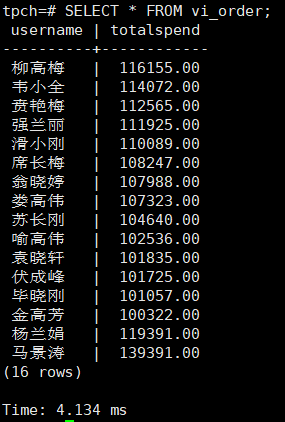 tpch=# SELECT * FROM vi_order;
username | totalspend
----------+------------
柳高梅 | 116155.00
韦小全 | 114072.00
贲艳梅 | 112565.00
强兰丽 | 111925.00
滑小刚 | 110089.00
席长梅 | 108247.00
翁晓婷 | 107988.00
娄高伟 | 107323.00
苏长刚 | 104640.00
喻高伟 | 102536.00
袁晓轩 | 101835.00
伏成峰 | 101725.00
毕晓刚 | 101057.00
金高芳 | 100322.00
杨兰娟 | 119391.00
马景涛 | 139391.00
(16 rows)
Time: 4.134 ms